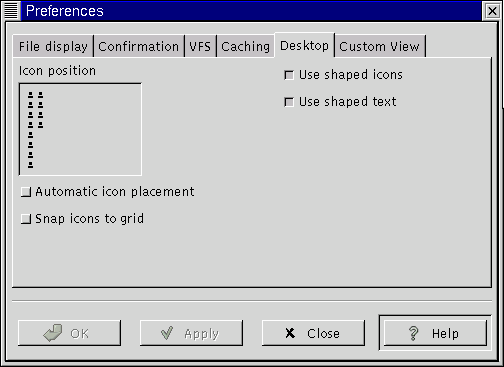 Preferences
File display Confirmation VFS Caching Desktop Custom View
Icon position
Use shaped icons
Use shaped text
Automatic icon placement
Snap icons to grid
OK Apply Close Help